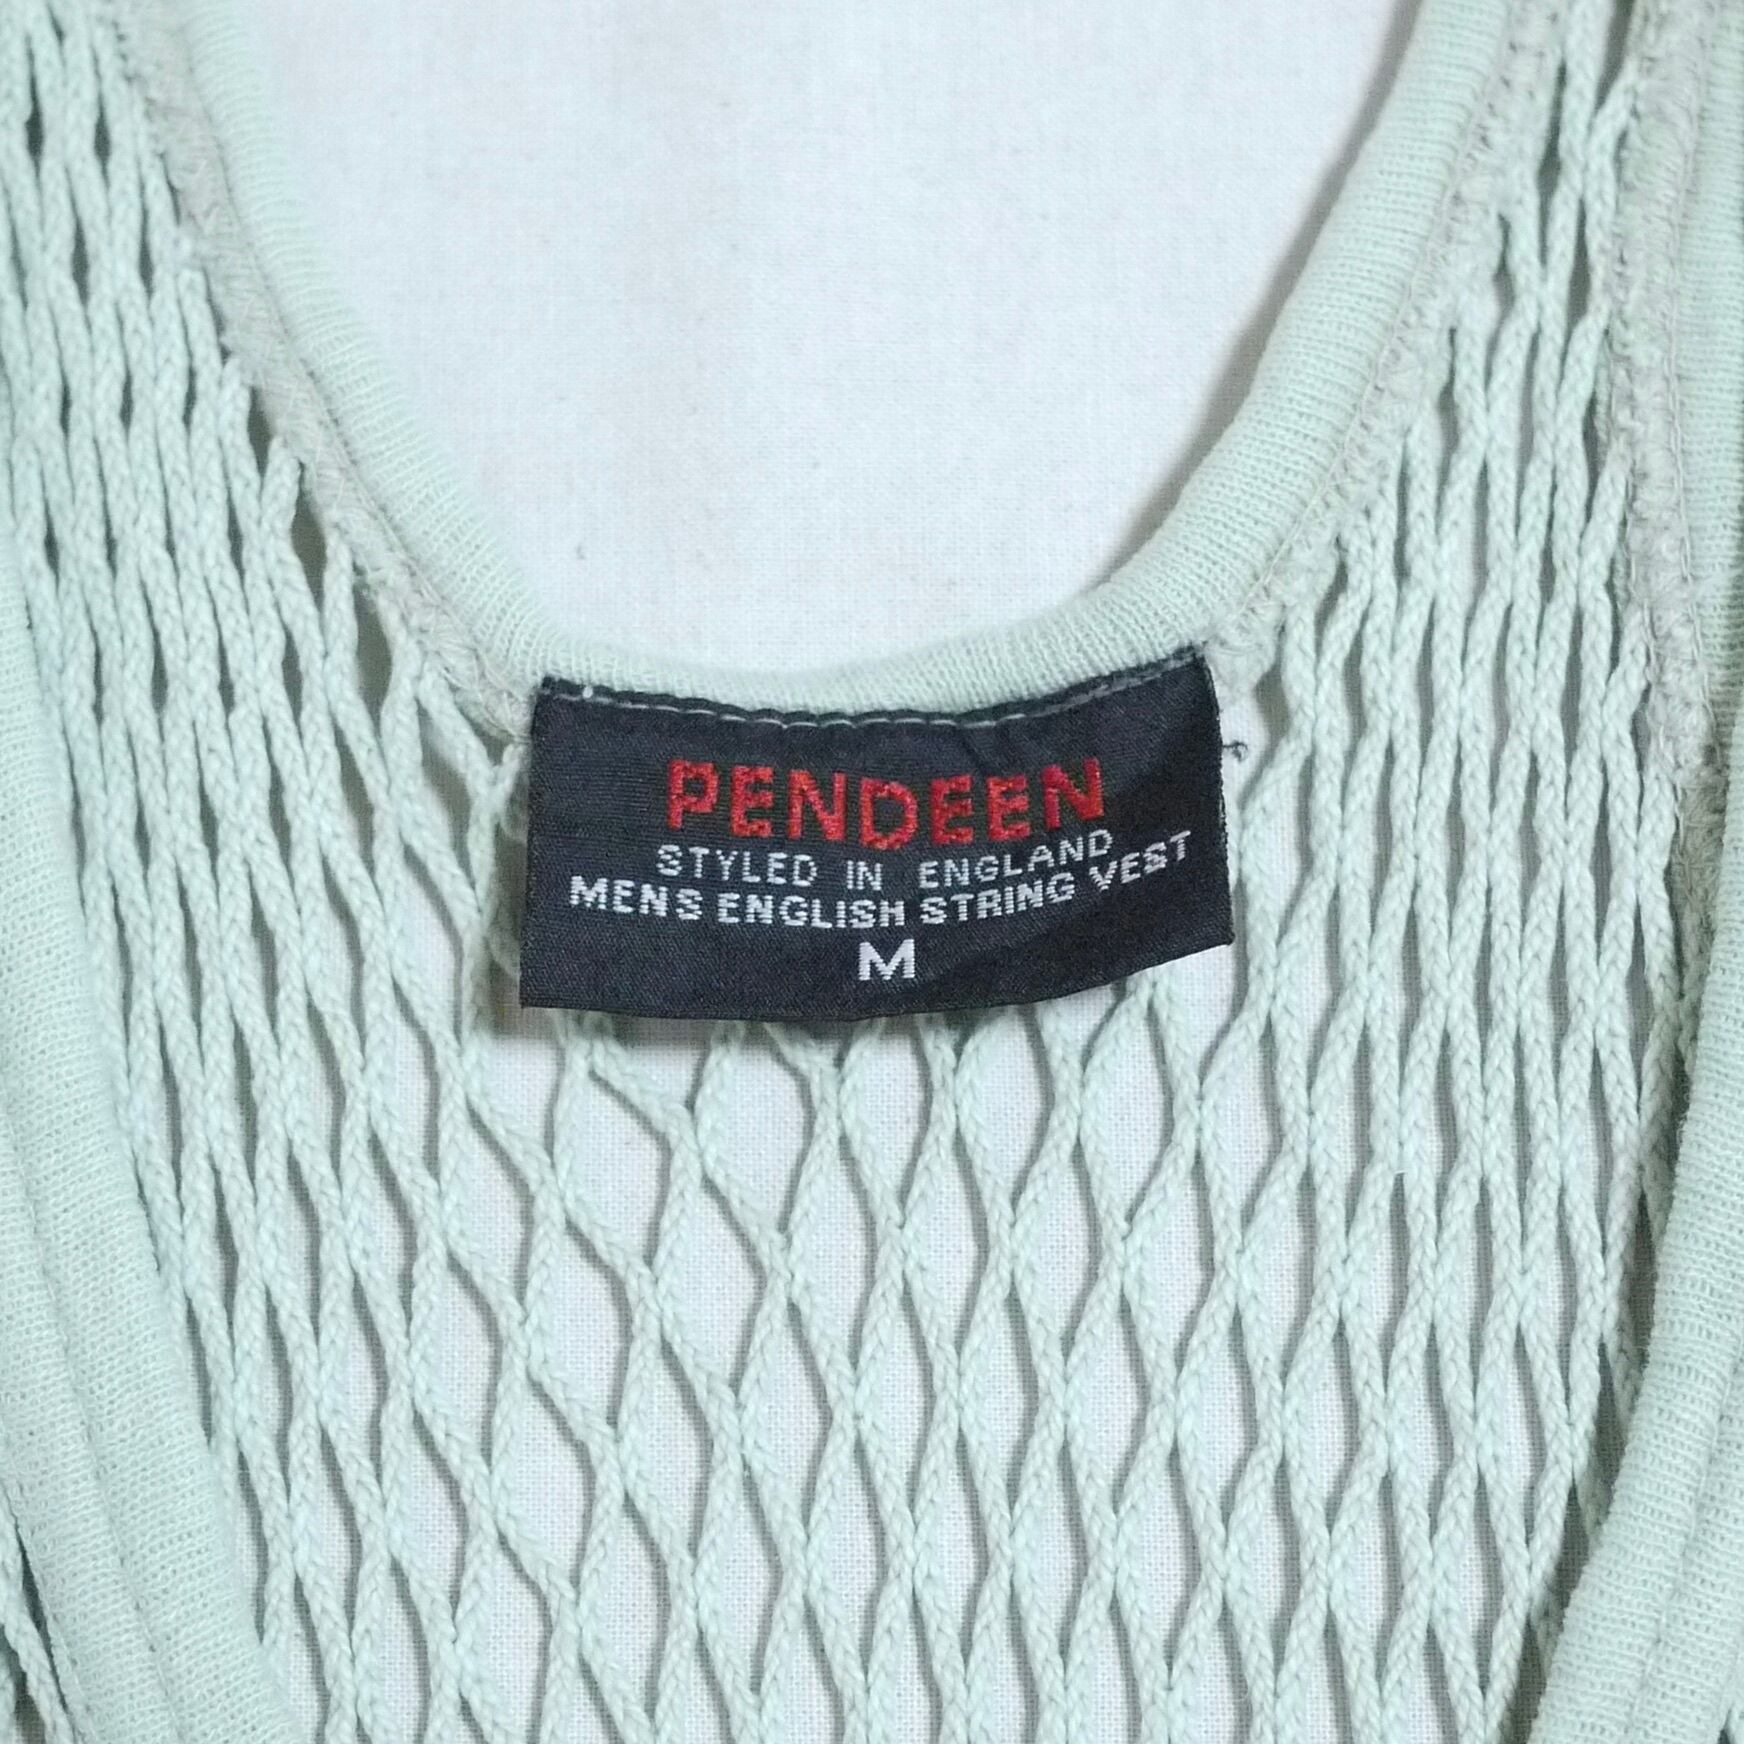 PENDEEN
STYLED IN ENGLAND
MENS ENGLISH STRING VEST
M